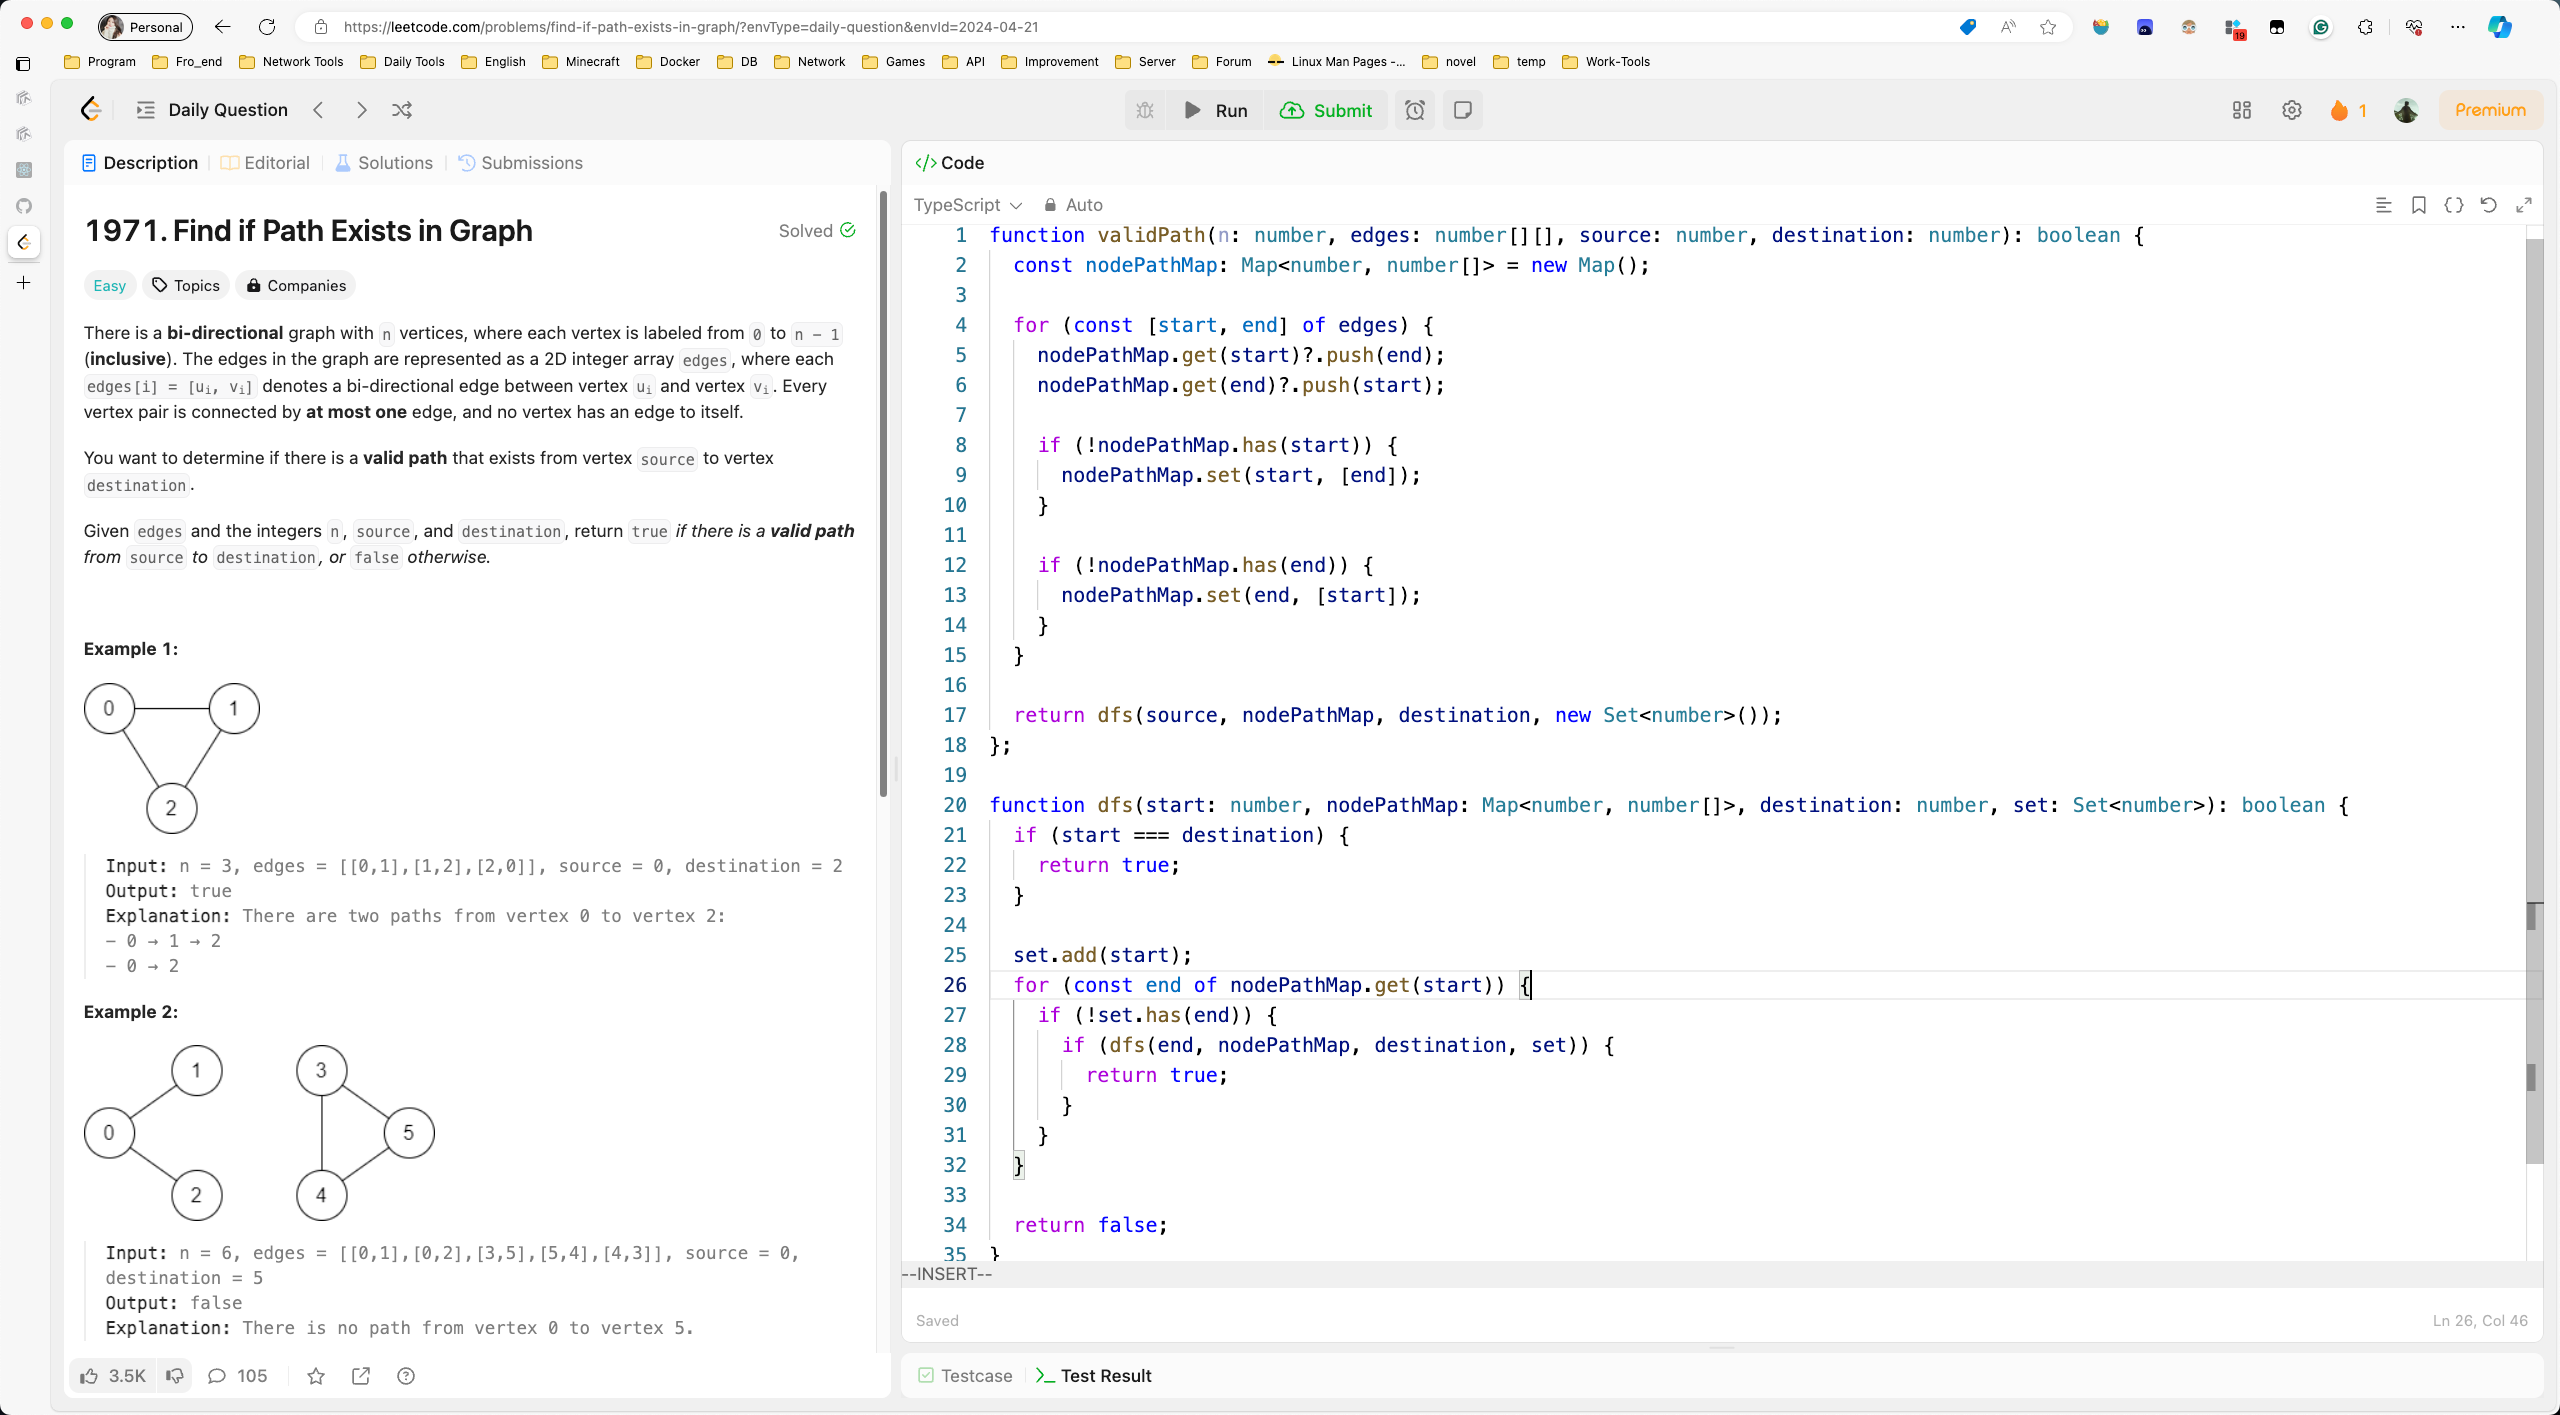 Personal
https://leetcode.com/problems/find-if-path-exists-in-graph/?envType=daily-question&envId=2024-04-21
19
Program Fro_end Network Tools Daily Tools English Minecraft Docker DB Network Games API Improvement Server Forum Linux Man Pages -... novel temp Work-Tools
Daily Question Run Submit 1 Premium
Description Editorial Solutions Submissions
1971. Find if Path Exists in Graph
Solved
Easy Topics Companies
There is a bi-directional graph with n vertices, where each vertex is labeled from 0 to n - 1
(inclusive). The edges in the graph are represented as a 2D integer array edges, where each
edges[i] = [ui, vi] denotes a bi-directional edge between vertex ui and vertex vi. Every
vertex pair is connected by at most one edge, and no vertex has an edge to itself.
You want to determine if there is a valid path that exists from vertex source to vertex
destination.
Given edges and the integers n, source, and destination, return true if there is a valid path
from source to destination, or false otherwise.
Example 1:
0 1
2
Input: n = 3, edges = [[0,1],[1,2],[2,0]], source = 0, destination = 2
Output: true
Explanation: There are two paths from vertex 0 to vertex 2:
- 0 → 1 → 2
- 0 → 2
Example 2:
1 3
0 5
2 4
Input: n = 6, edges = [[0,1],[0,2],[3,5],[5,4],[4,3]], source = 0,
destination = 5
Output: false
Explanation: There is no path from vertex 0 to vertex 5.
3.5K 105
</> Code
TypeScript Auto
1 function validPath(n: number, edges: number[][], source: number, destination: number): boolean {
2 const nodePathMap: Map<number, number[]> = new Map();
3
4 for (const [start, end] of edges) {
5 nodePathMap.get(start)?.push(end);
6 nodePathMap.get(end)?.push(start);
7
8 if (!nodePathMap.has(start)) {
9 nodePathMap.set(start, [end]);
10 }
11
12 if (!nodePathMap.has(end)) {
13 nodePathMap.set(end, [start]);
14 }
15 }
16
17 return dfs(source, nodePathMap, destination, new Set<number>());
18 };
19
20 function dfs(start: number, nodePathMap: Map<number, number[]>, destination: number, set: Set<number>): boolean {
21 if (start === destination) {
22 return true;
23 }
24
25 set.add(start);
26 for (const end of nodePathMap.get(start)) {
27 if (!set.has(end)) {
28 if (dfs(end, nodePathMap, destination, set)) {
29 return true;
30 }
31 }
32 }
33
34 return false;
35 }
--INSERT--
Saved Ln 26, Col 46
Testcase Test Result